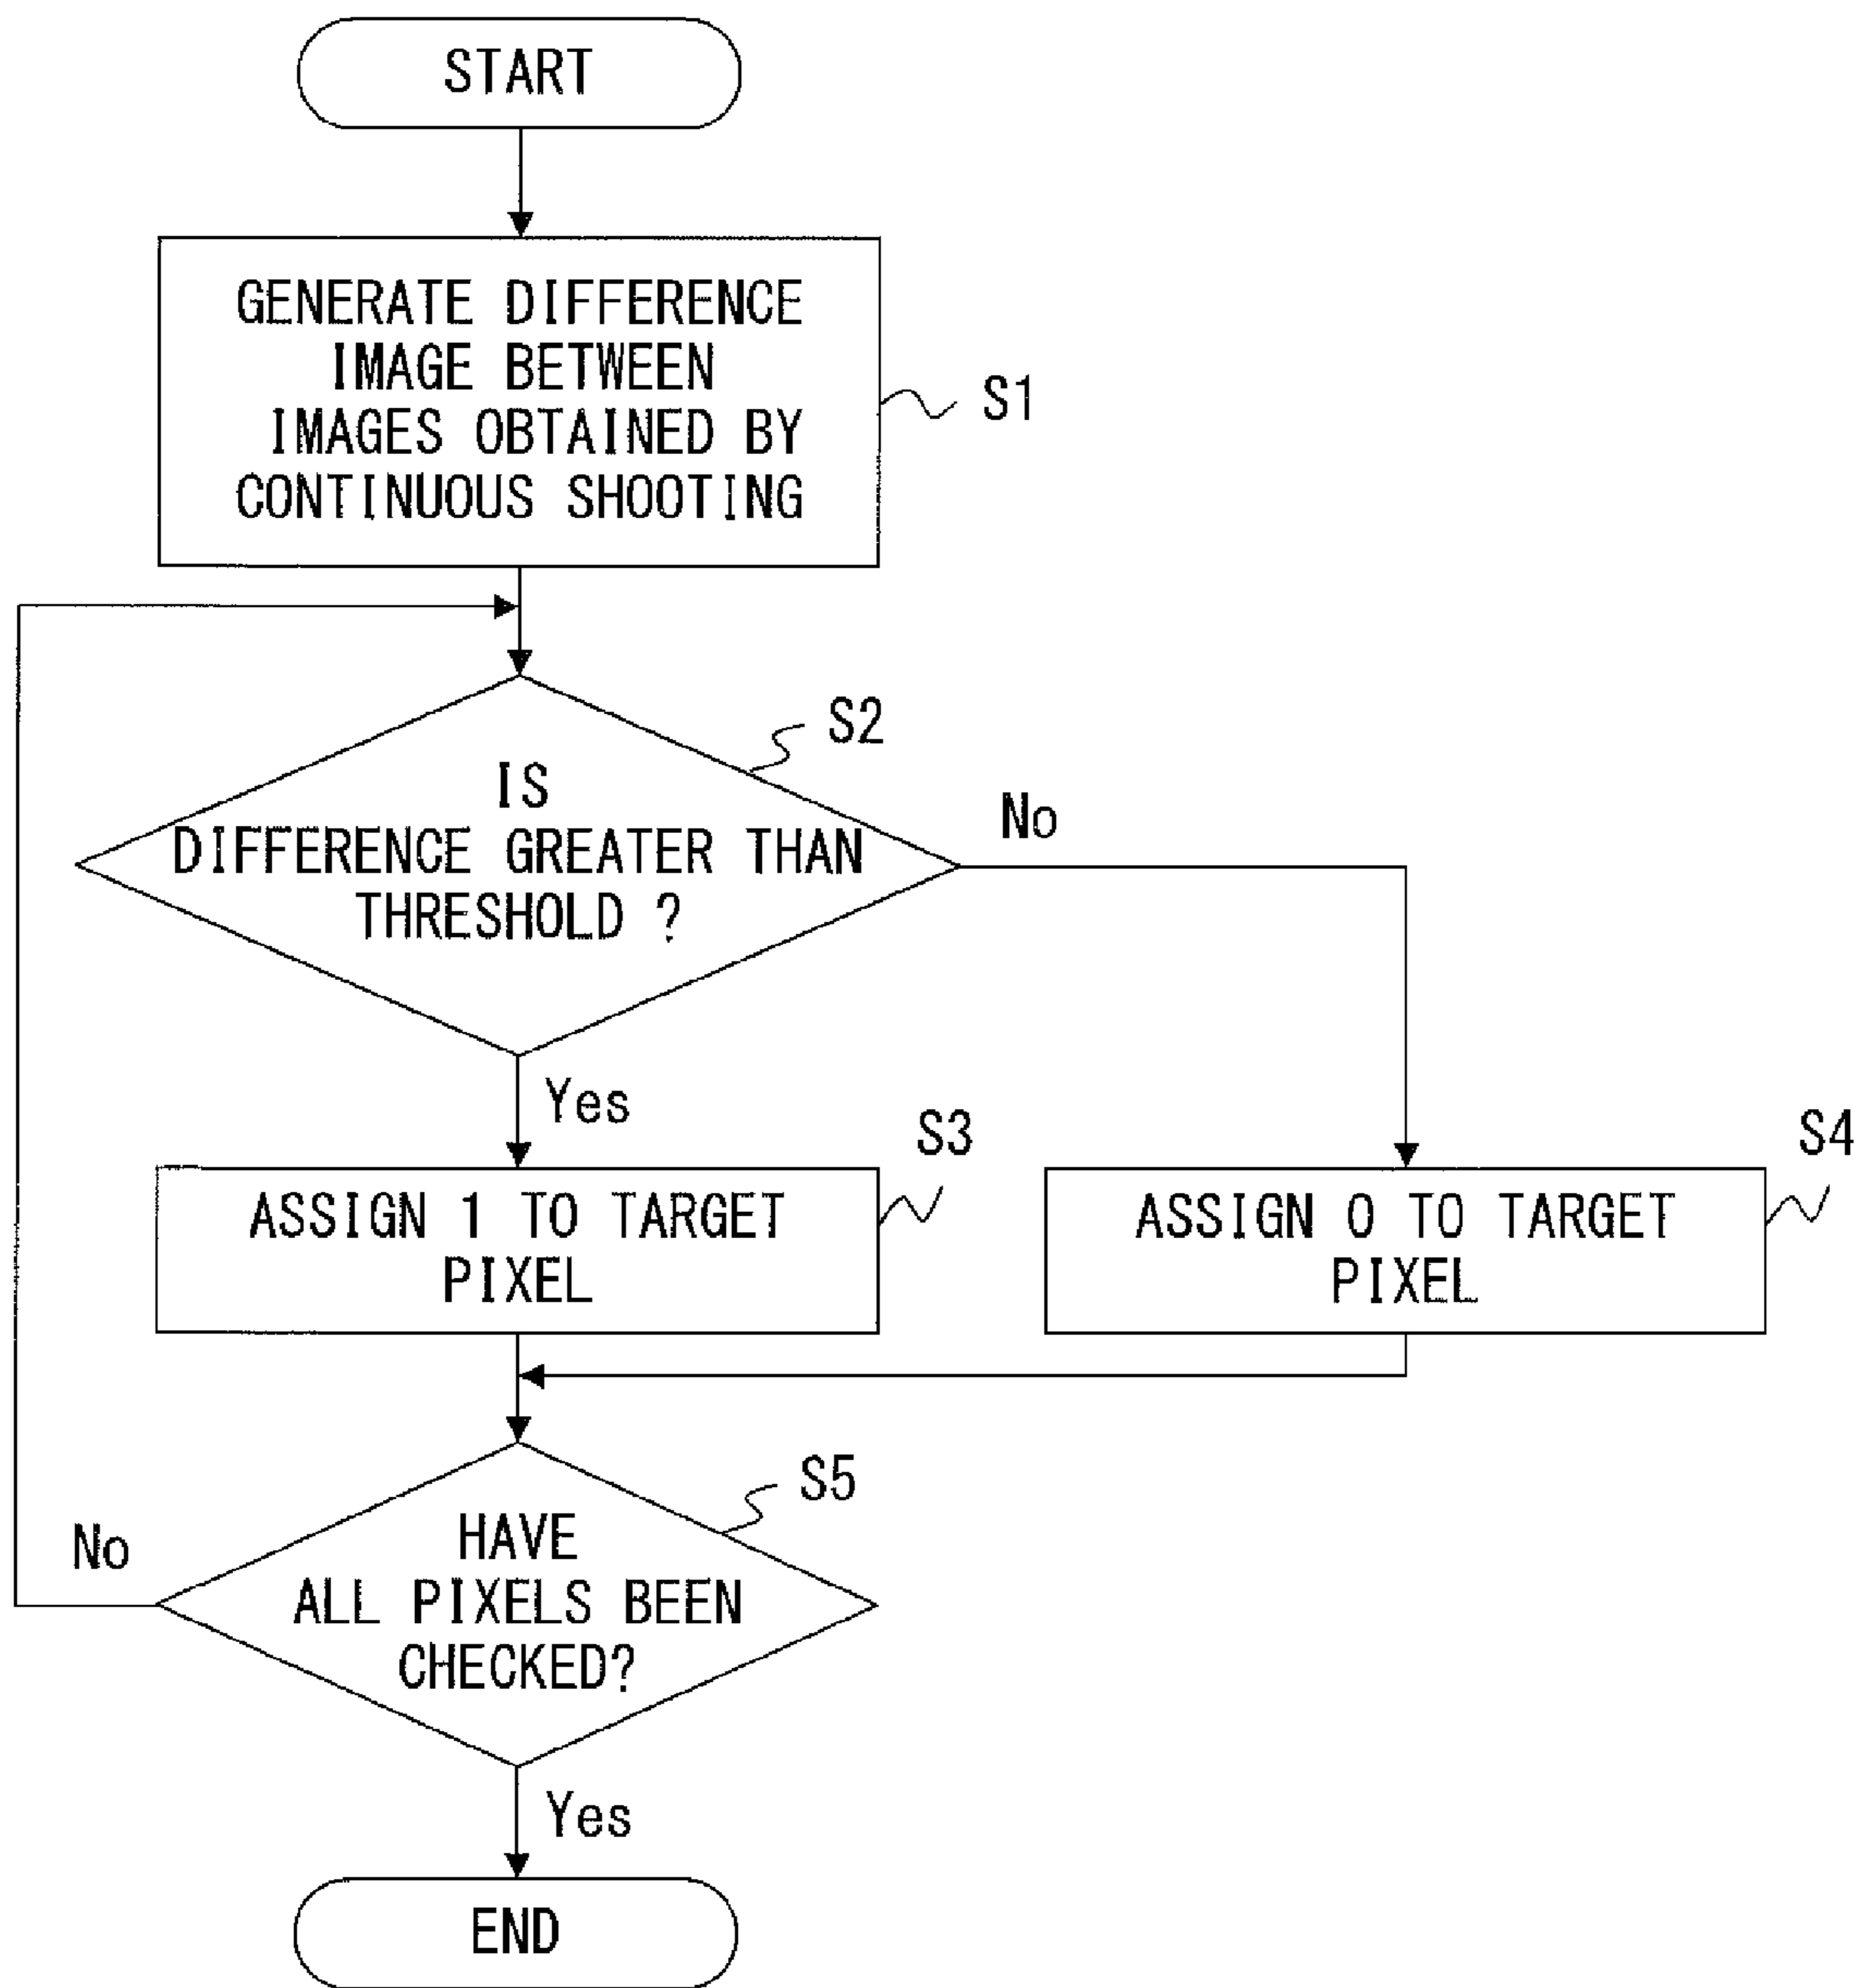 START
GENERATE DIFFERENCE
IMAGE BETWEEN
IMAGES OBTAINED BY
CONTINUOUS SHOOTING
S1
S2
IS
DIFFERENCE GREATER THAN
THRESHOLD ?
No
Yes
S3
ASSIGN 1 TO TARGET
PIXEL
S4
ASSIGN 0 TO TARGET
PIXEL
S5
HAVE
ALL PIXELS BEEN
CHECKED?
No
Yes
END